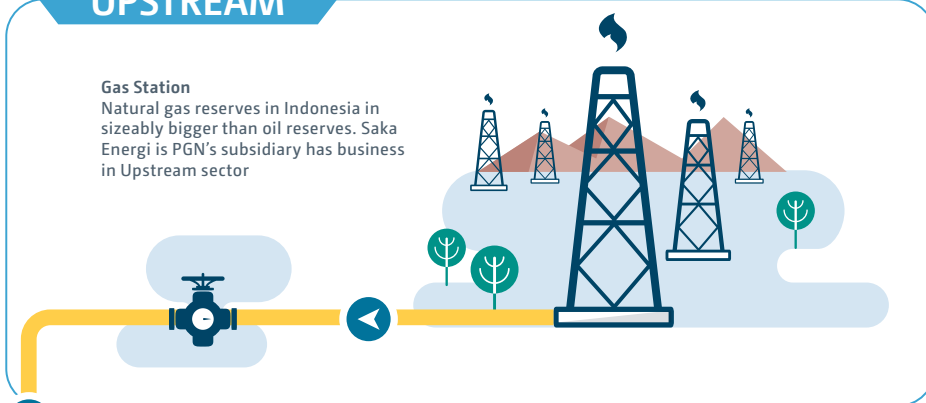 UPSTREAM
Gas Station
Natural gas reserves in Indonesia in
sizeably bigger than oil reserves. Saka
Energi is PGN’s subsidiary has business
in Upstream sector